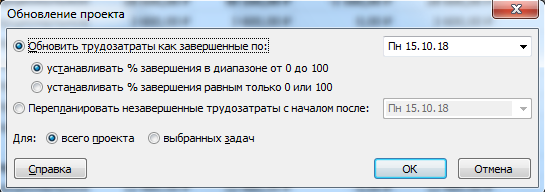 Обновление проекта
Обновить трудозатраты как завершенные по: Пн 15.10.18
устанавливать % завершения в диапазоне от 0 до 100
устанавливать % завершения равным только 0 или 100
Перепланировать незавершенные трудозатраты с началом после: Пн 15.10.18
Для: всего проекта выбранных задач
Справка ОК Отмена